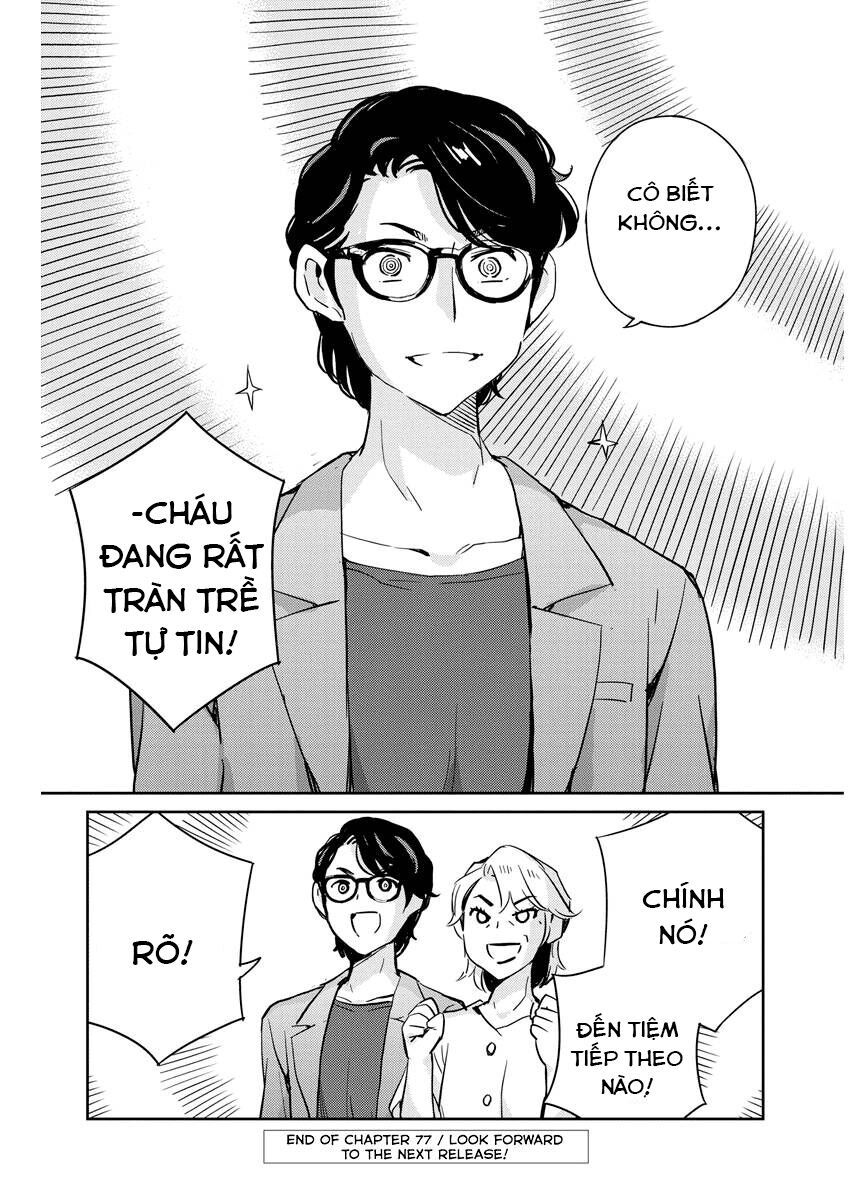 CÔ BIẾT
KHÔNG...
-CHÁU
ĐANG RẤT
TRÀN TRỀ
TỰ TIN!
CHÍNH
NÓ!
ĐẾN TIỆM
TIẾP THEO
NÀO!
RÕ!
END OF CHAPTER 77 / LOOK FORWARD
TO THE NEXT RELEASE!